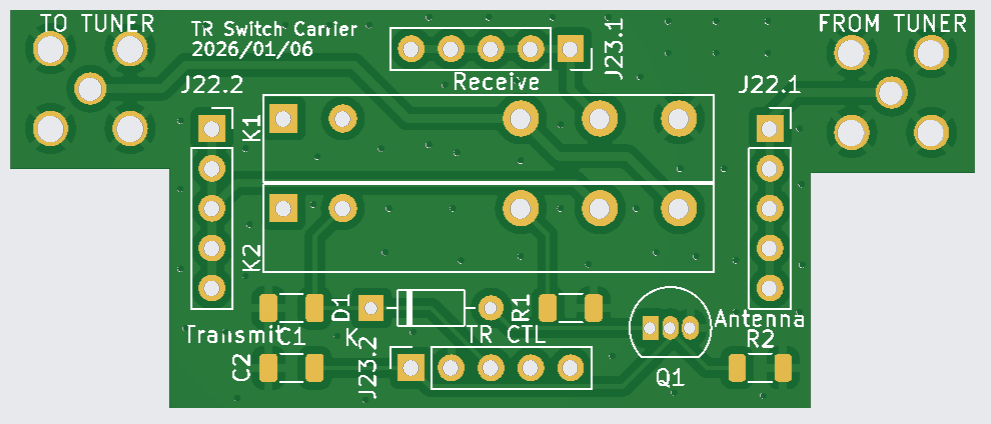 TO TUNER
TR Switch Carrier
2026/01/06
J23.1
FROM TUNER
J22.2
Receive
J22.1
K1
K2
D1
R1
Transmit
C1
K
TR CTL
Antenna
R2
C2
J23.2
Q1